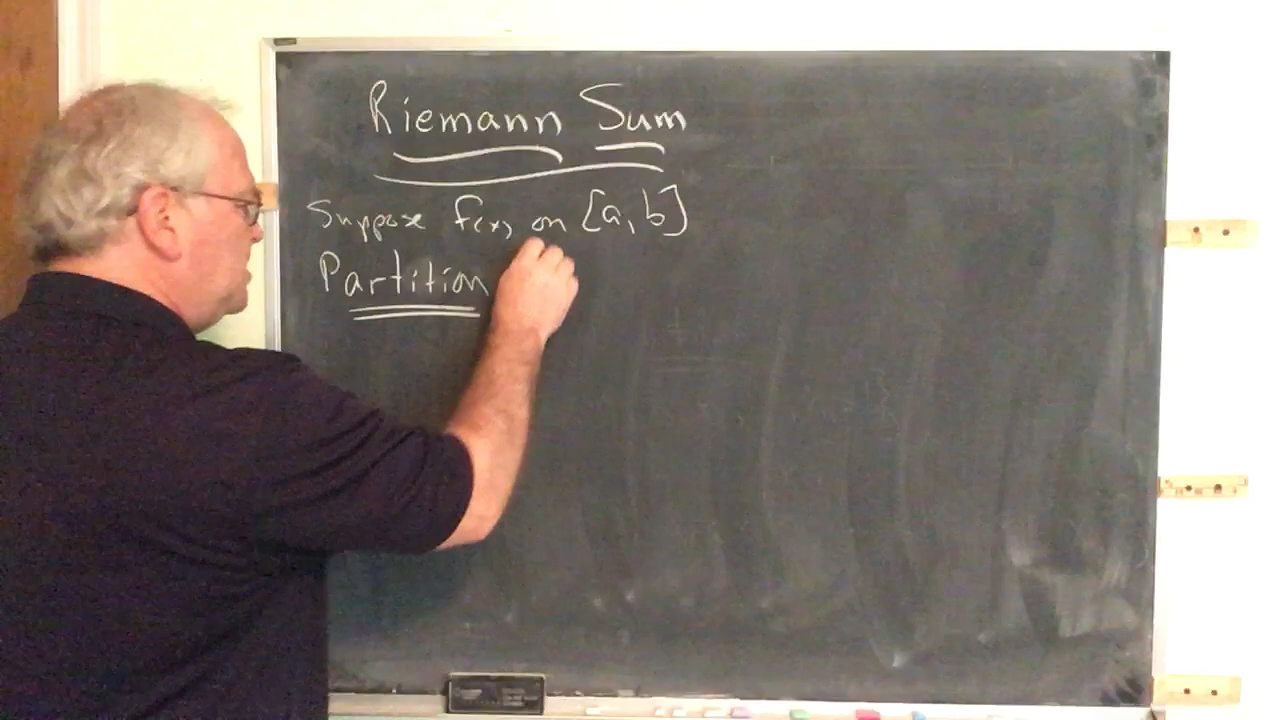 Riemann Sum
Suppose f(x) on [a, b]
Partition